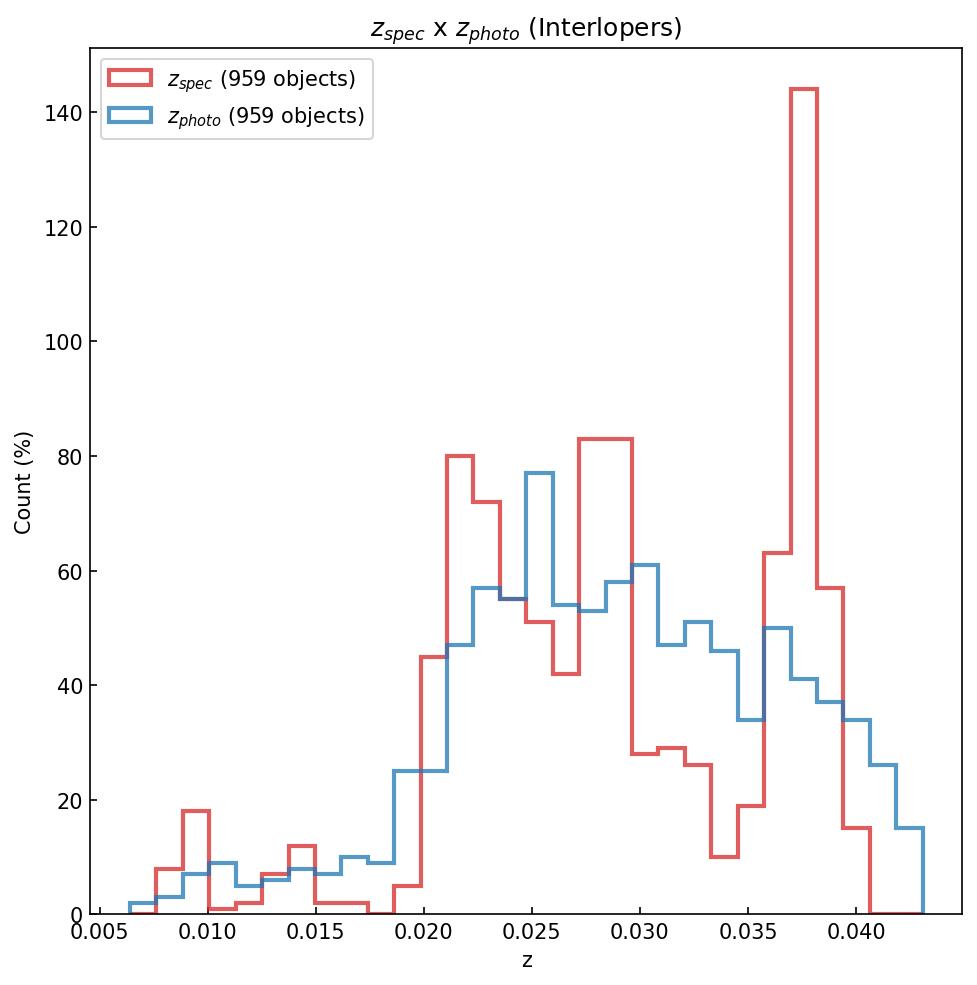 z_spec x z_photo (Interlopers)
z_spec (959 objects)
z_photo (959 objects)
Count (%)
140
120
100
80
60
40
20
0
0.005 0.010 0.015 0.020 0.025 0.030 0.035 0.040
z